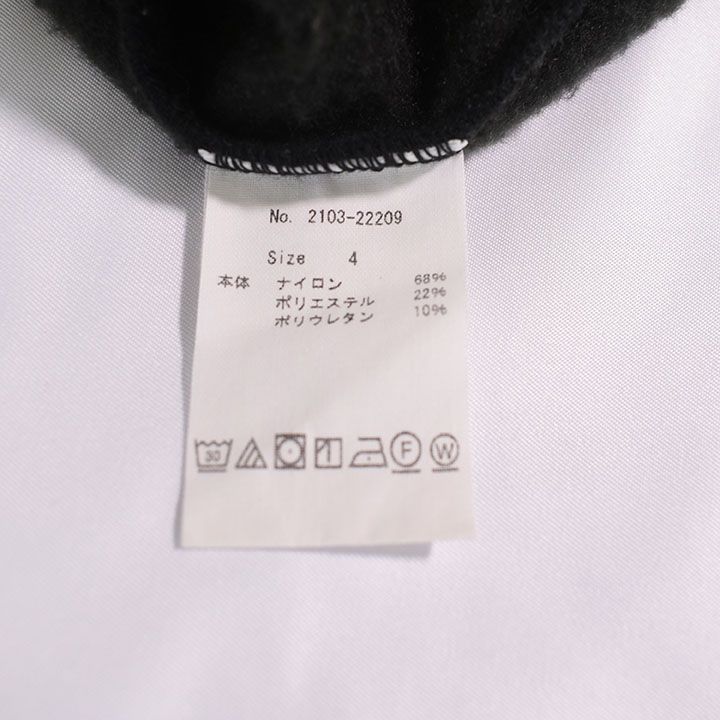 No. 2103-22209
Size 4
本体 ナイロン 68%
ポリエステル 22%
ポリウレタン 10%
30 F W